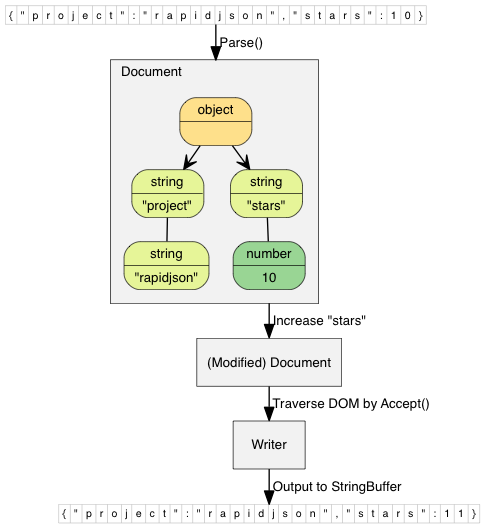 {"project":"rapidjson","stars":10}
Parse()
Document
object
string
string
"project"
"stars"
string
number
"rapidjson"
10
Increase "stars"
(Modified) Document
Traverse DOM by Accept()
Writer
Output to StringBuffer
{"project":"rapidjson","stars":11}